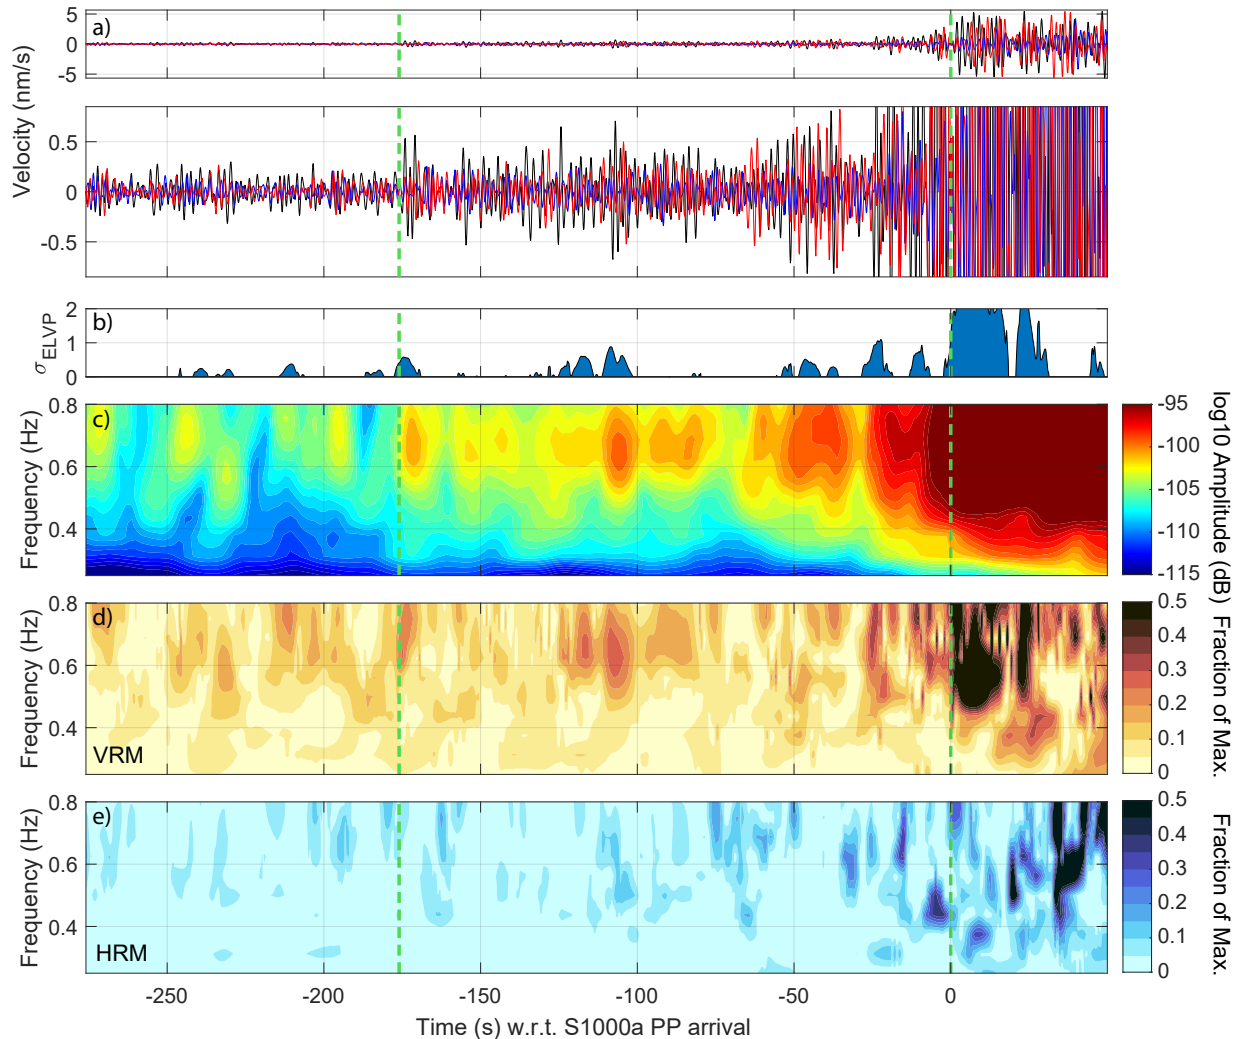 a)
5
0
-5
Velocity (nm/s)
0.5
0
-0.5
b)
2
1
0
σELVP
c)
0.8
0.6
0.4
Frequency (Hz)
-95
-100
-105
-110
-115
log10 Amplitude (dB)
d)
0.8
0.6
0.4
Frequency (Hz)
VRM
0.5
0.4
0.3
0.2
0.1
0
Fraction of Max.
e)
0.8
0.6
0.4
Frequency (Hz)
HRM
0.5
0.4
0.3
0.2
0.1
0
Fraction of Max.
-250 -200 -150 -100 -50 0
Time (s) w.r.t. S1000a PP arrival